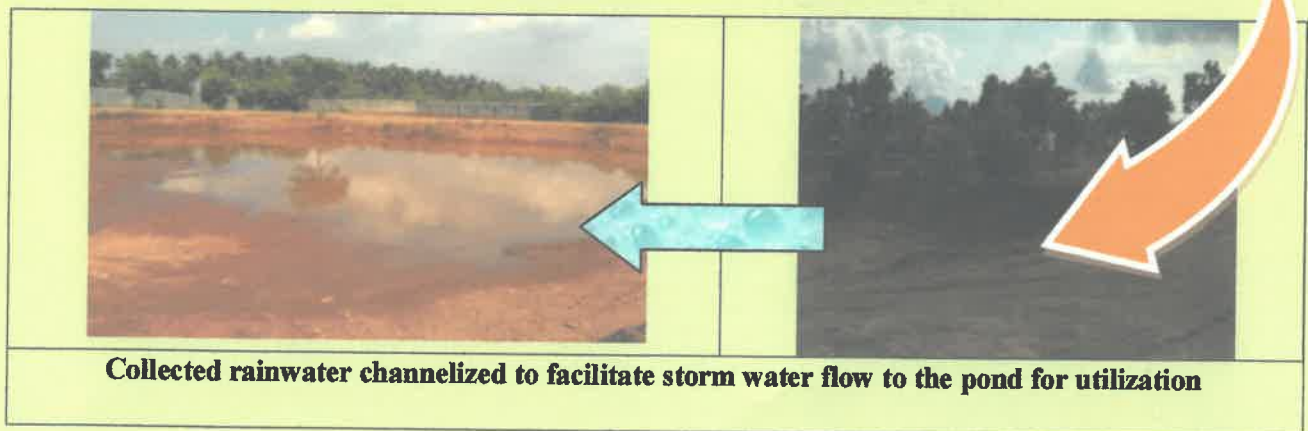 Collected rainwater channelized to facilitate storm water flow to the pond for utilization